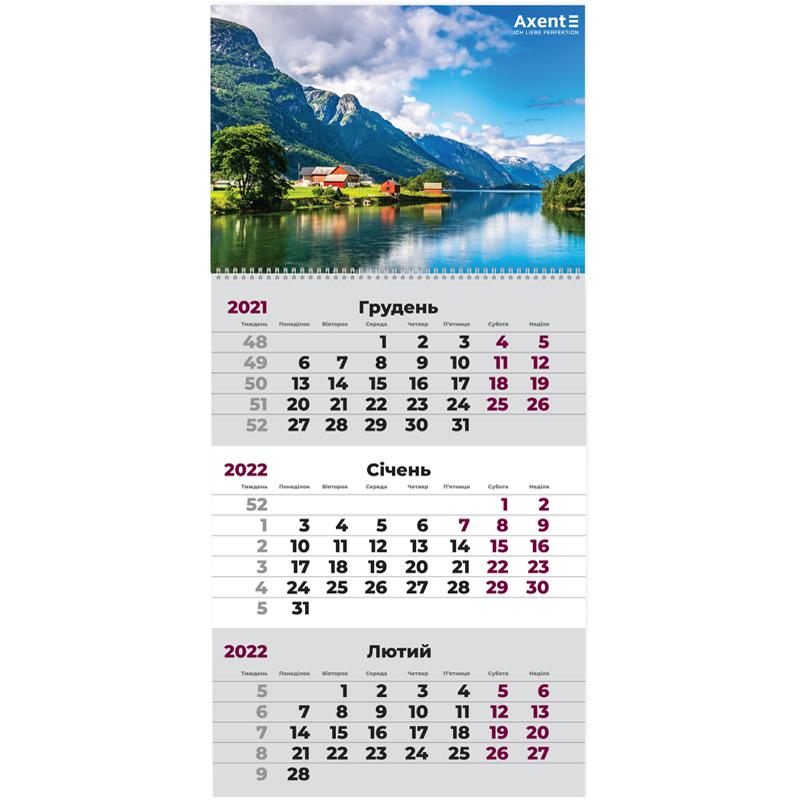 Axent
ICH LIEBE PERFEKTION
2021 Грудень
Тиждень Понеділок Вівторок Середа Четвер П'ятниця Субота Неділя
48 1 2 3 4 5
49 6 7 8 9 10 11 12
50 13 14 15 16 17 18 19
51 20 21 22 23 24 25 26
52 27 28 29 30 31
2022 Січень
Тиждень Понеділок Вівторок Середа Четвер П'ятниця Субота Неділя
52 1 2
1 3 4 5 6 7 8 9
2 10 11 12 13 14 15 16
3 17 18 19 20 21 22 23
4 24 25 26 27 28 29 30
5 31
2022 Лютий
Тиждень Понеділок Вівторок Середа Четвер П'ятниця Субота Неділя
5 1 2 3 4 5 6
6 7 8 9 10 11 12 13
7 14 15 16 17 18 19 20
8 21 22 23 24 25 26 27
9 28